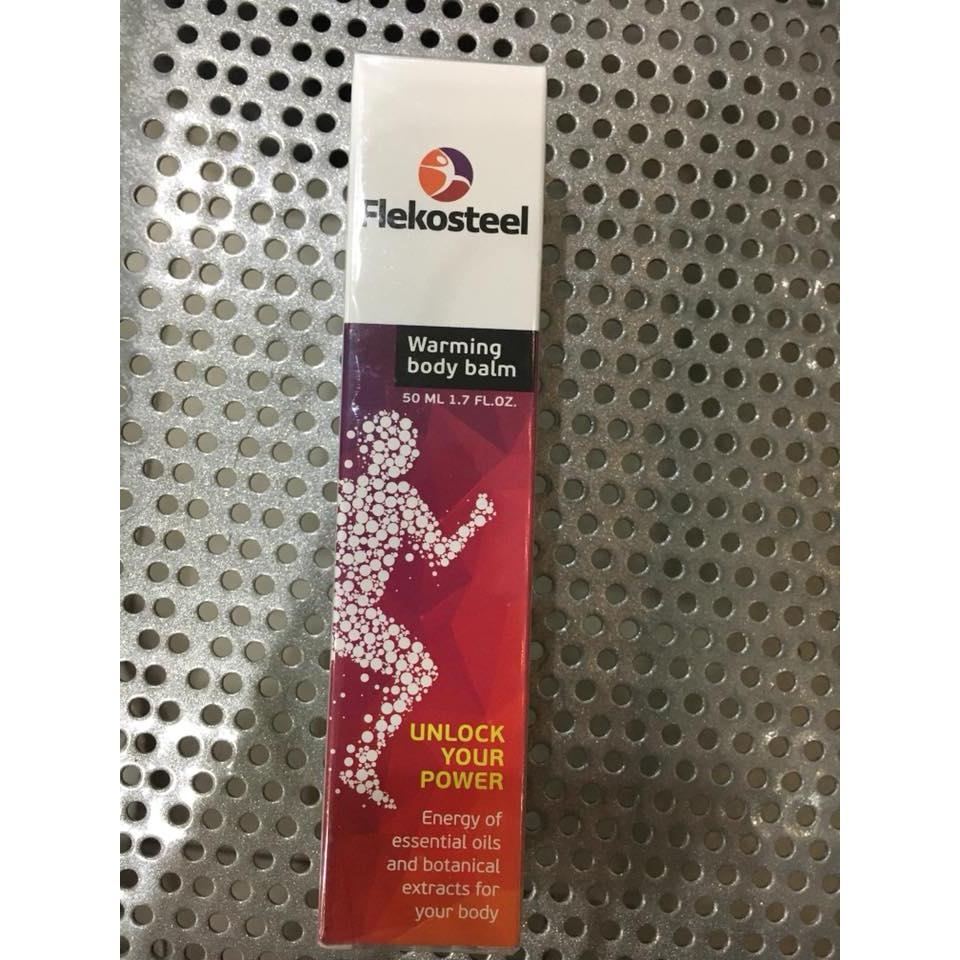 Flekosteel
Warming
body balm
50 ML 1.7 FL.OZ.
UNLOCK
YOUR
POWER
Energy of
essential oils
and botanical
extracts for
your body